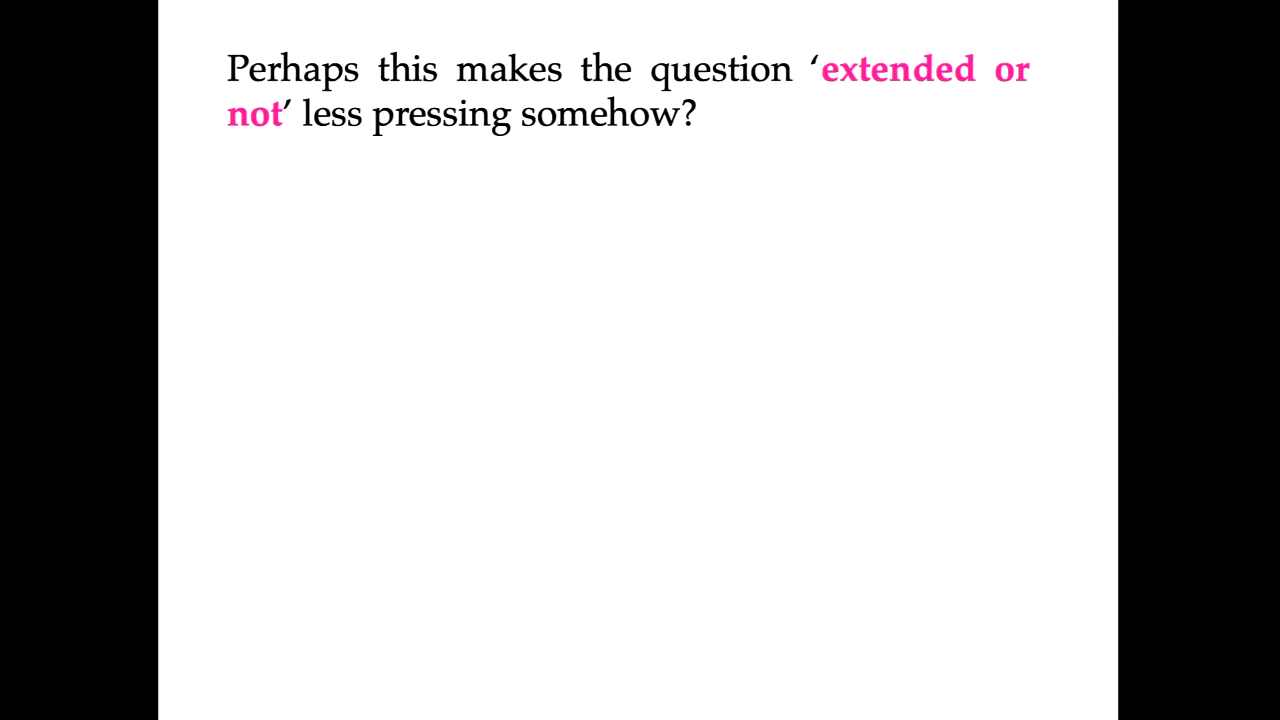 Perhaps this makes the question ‘extended or
not’ less pressing somehow?